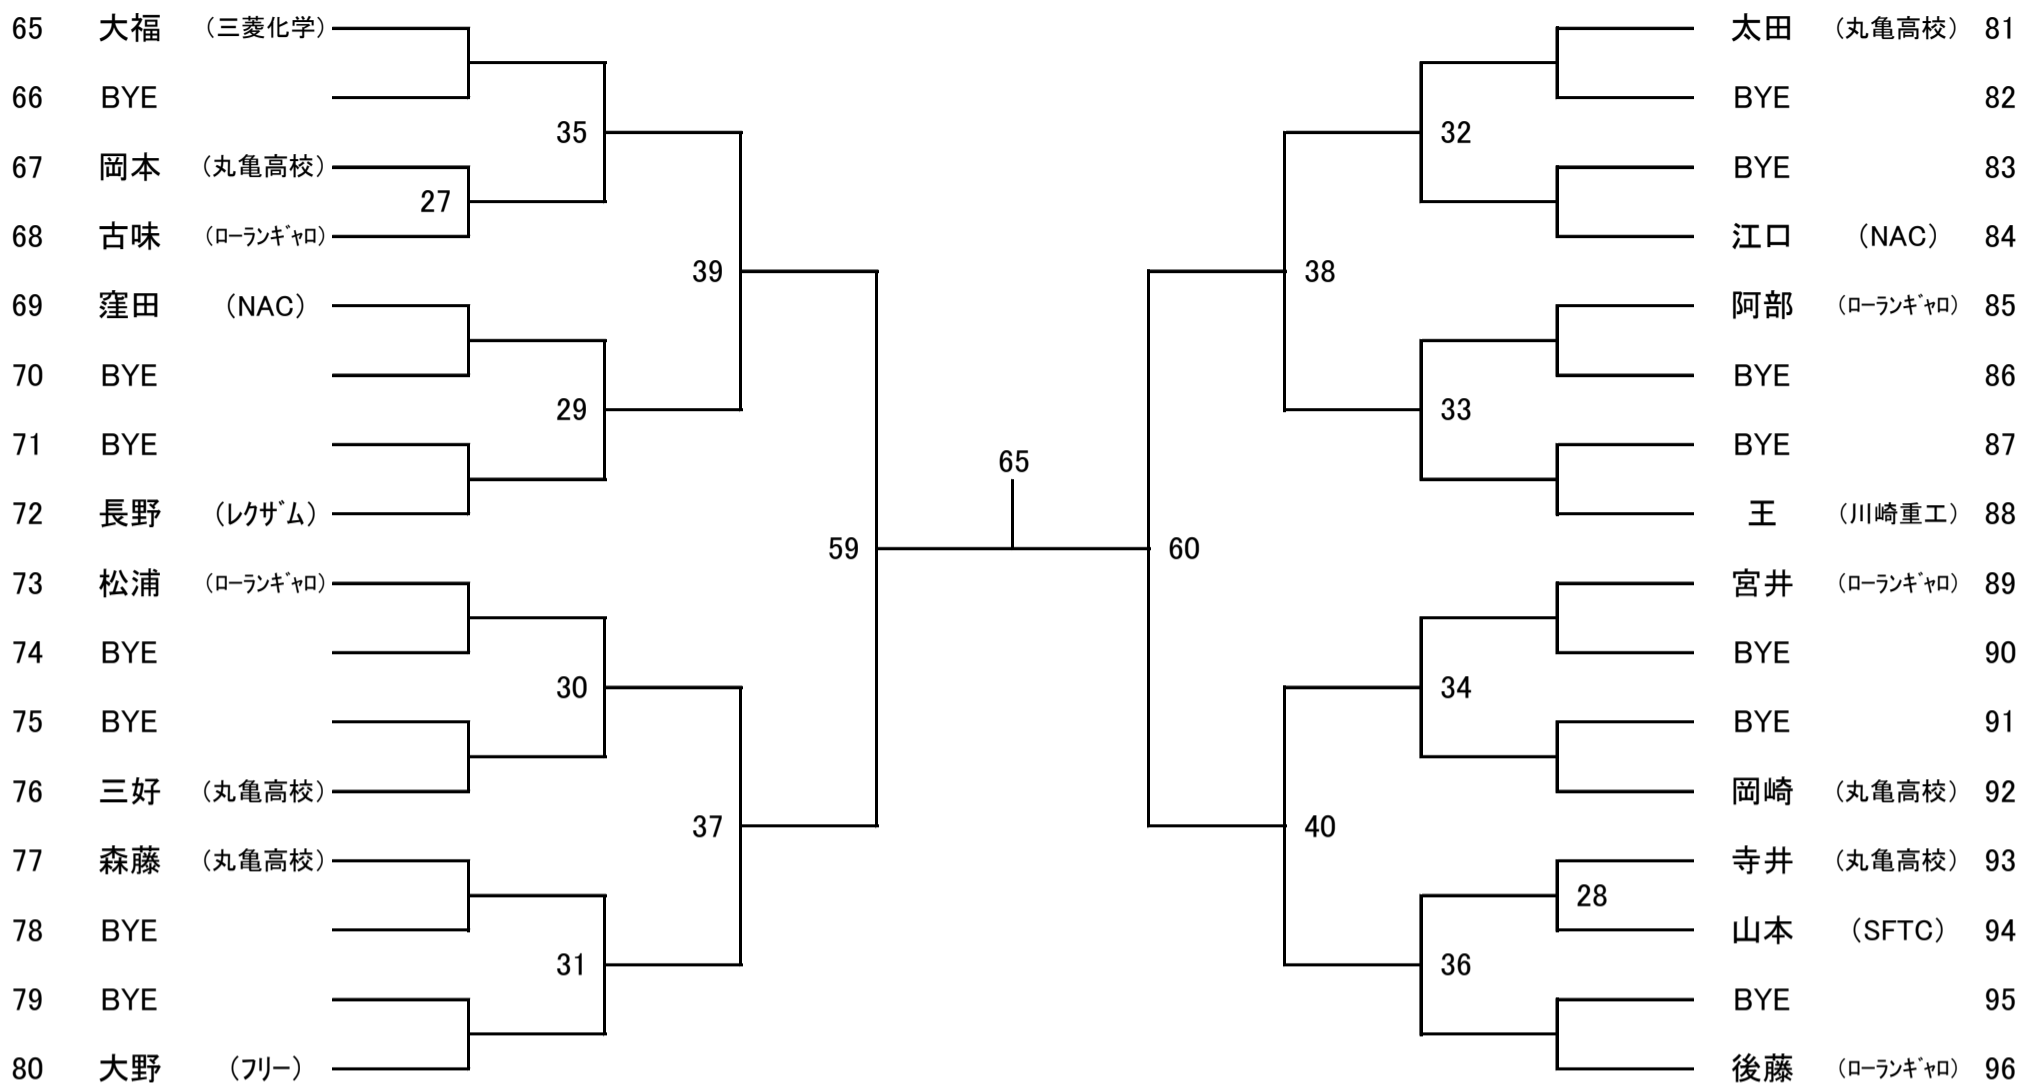 65 大福 (三菱化学)
66 BYE
35
67 岡本 (丸亀高校)
27
68 古味 (ﾛｰﾗﾝｷﾞｬﾛ)
39
69 窪田 (NAC)
70 BYE
29
71 BYE
72 長野 (ﾚｸｻﾞﾑ)
59
73 松浦 (ﾛｰﾗﾝｷﾞｬﾛ)
74 BYE
30
75 BYE
76 三好 (丸亀高校)
37
77 森藤 (丸亀高校)
78 BYE
31
79 BYE
80 大野 (ﾌﾘｰ)
65
太田 (丸亀高校) 81
BYE 82
32
BYE 83
江口 (NAC) 84
38
阿部 (ﾛｰﾗﾝｷﾞｬﾛ) 85
BYE 86
33
BYE 87
王 (川崎重工) 88
60
宮井 (ﾛｰﾗﾝｷﾞｬﾛ) 89
BYE 90
34
BYE 91
岡崎 (丸亀高校) 92
40
寺井 (丸亀高校) 93
28
山本 (SFTC) 94
36
BYE 95
後藤 (ﾛｰﾗﾝｷﾞｬﾛ) 96